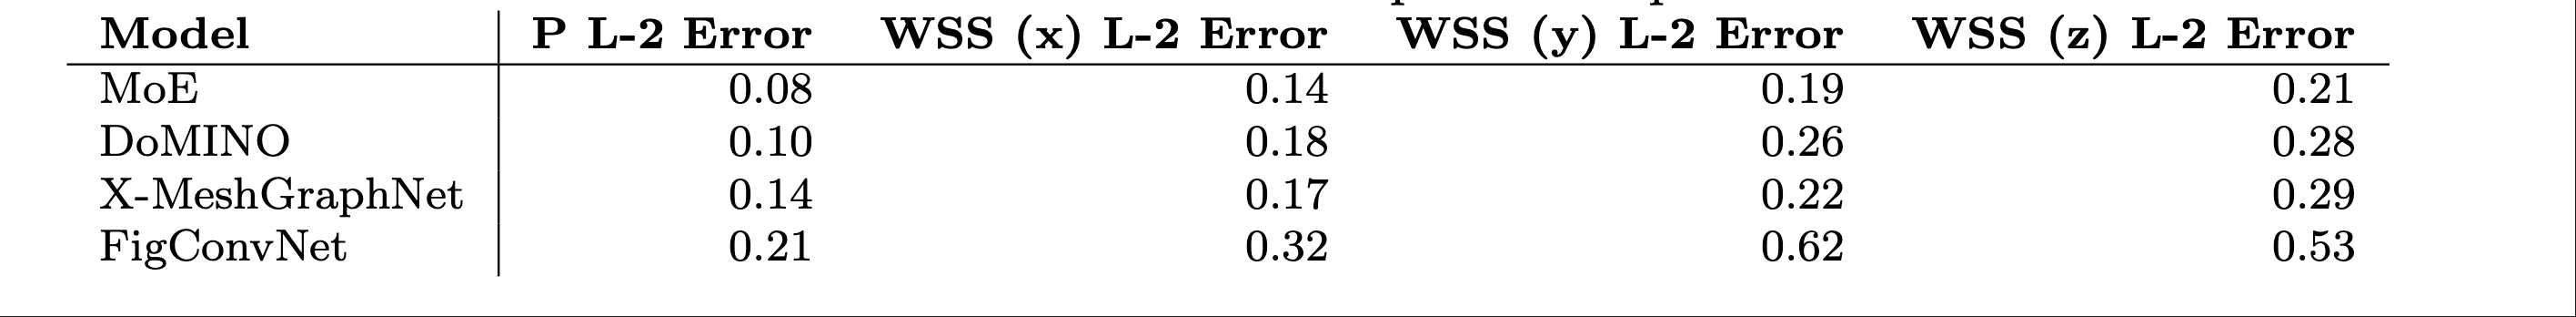 Model P L-2 Error WSS (x) L-2 Error WSS (y) L-2 Error WSS (z) L-2 Error
MoE 0.08 0.14 0.19 0.21
DoMINO 0.10 0.18 0.26 0.28
X-MeshGraphNet 0.14 0.17 0.22 0.29
FigConvNet 0.21 0.32 0.62 0.53